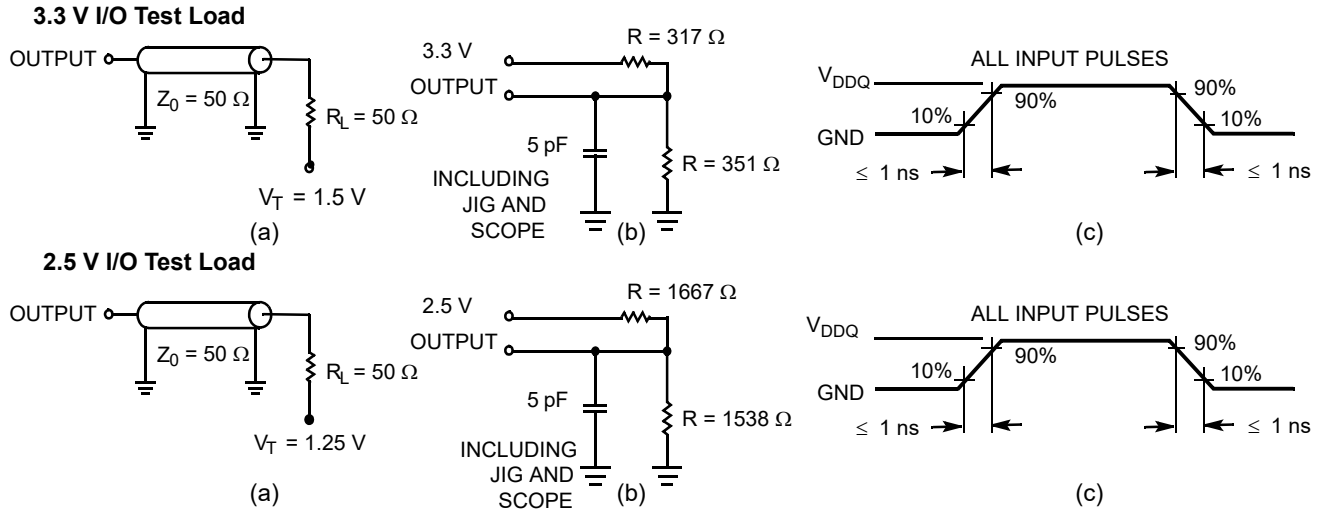 3.3 V I/O Test Load
OUTPUT
Z0 = 50 Ω
RL = 50 Ω
VT = 1.5 V
(a)
3.3 V
OUTPUT
R = 317 Ω
5 pF
INCLUDING
JIG AND
SCOPE
R = 351 Ω
(b)
ALL INPUT PULSES
VDDQ
GND
10%
90%
90%
10%
≤ 1 ns
≤ 1 ns
(c)
2.5 V I/O Test Load
OUTPUT
Z0 = 50 Ω
RL = 50 Ω
VT = 1.25 V
(a)
2.5 V
OUTPUT
R = 1667 Ω
5 pF
INCLUDING
JIG AND
SCOPE
R = 1538 Ω
(b)
ALL INPUT PULSES
VDDQ
GND
10%
90%
90%
10%
≤ 1 ns
≤ 1 ns
(c)